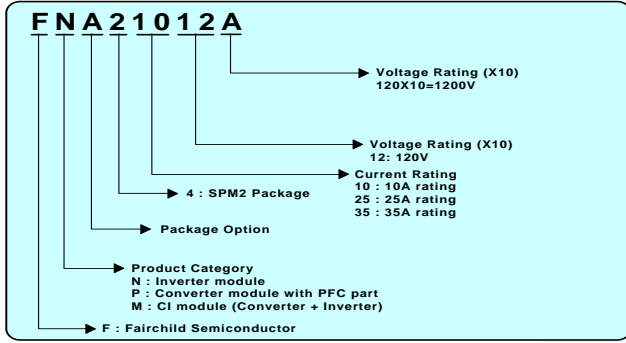 FNA21012A
Voltage Rating (X10)
120X10=1200V
Voltage Rating (X10)
12: 120V
Current Rating
10 : 10A rating
25 : 25A rating
35 : 35A rating
4 : SPM2 Package
Package Option
Product Category
N : Inverter module
P : Converter module with PFC part
M : CI module (Converter + Inverter)
F : Fairchild Semiconductor